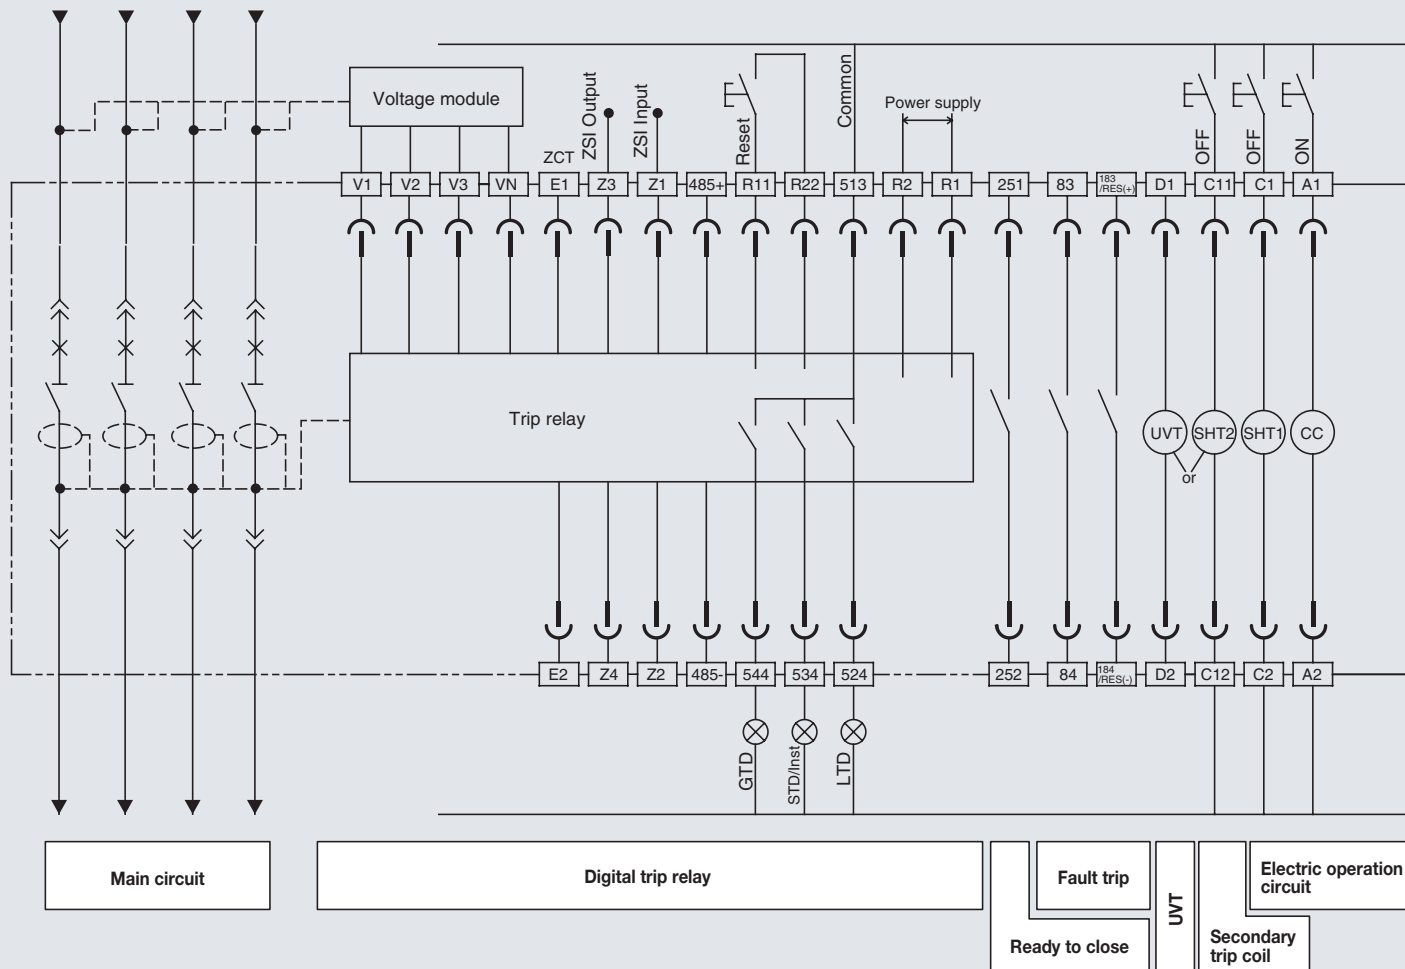 Voltage module
ZCT
ZSI Output
ZSI Input
Reset
Common
Power supply
OFF
OFF
ON
V1
V2
V3
VN
E1
Z3
Z1
485+
R11
R22
513
R2
R1
251
83
183
/RES(+)
D1
C11
C1
A1
Trip relay
UVT
SHT2
SHT1
CC
or
E2
Z4
Z2
485-
544
534
524
252
84
184
/RES(-)
D2
C12
C2
A2
GTD
STD/Inst
LTD
Main circuit
Digital trip relay
Fault trip
Ready to close
UVT
Secondary
trip coil
Electric operation
circuit